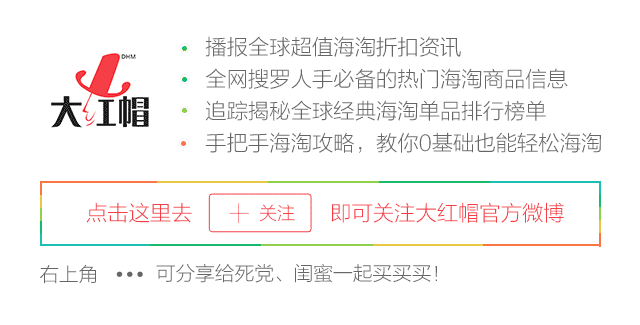 播报全球超值海淘折扣资讯
DHM
全网搜罗人手必备的热门海淘商品信息
大红帽
追踪揭秘全球经典海淘单品排行榜单
手把手海淘攻略，教你0基础也能轻松海淘
点击这里去 + 关注 即可关注大红帽官方微博
右上角 ••• 可分享给死党、闺蜜一起买买买！